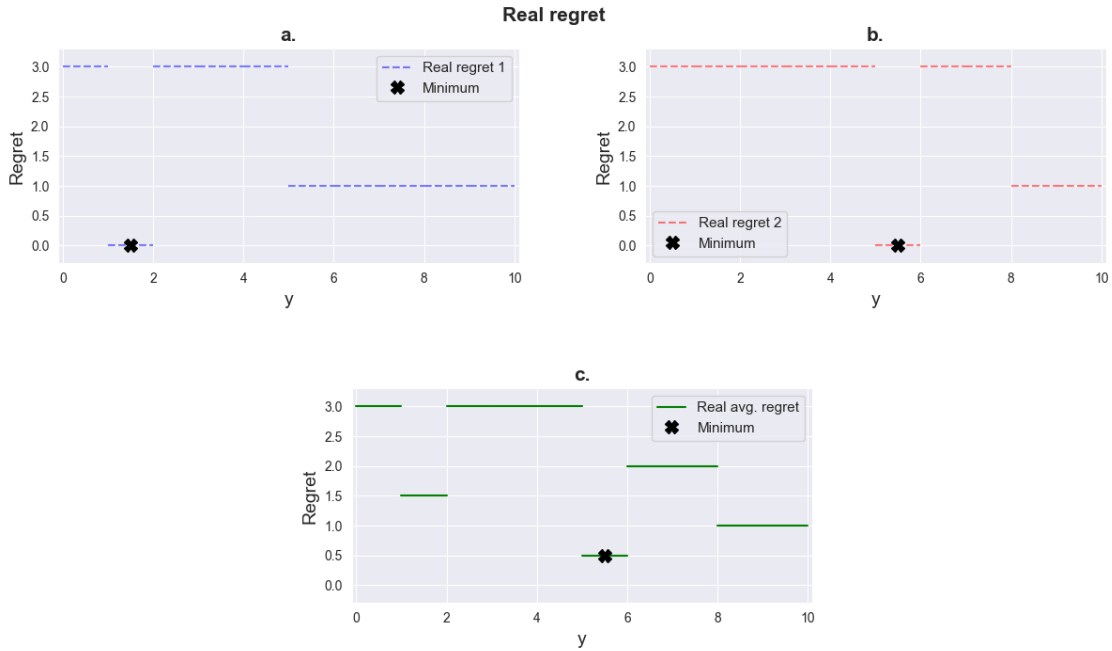 Real regret
a.
3.0
2.5
2.0
1.5
1.0
0.5
0.0
Regret
Real regret 1
Minimum
0 2 4 6 8 10
y
b.
3.0
2.5
2.0
1.5
1.0
0.5
0.0
Regret
Real regret 2
Minimum
0 2 4 6 8 10
y
c.
3.0
2.5
2.0
1.5
1.0
0.5
0.0
Regret
Real avg. regret
Minimum
0 2 4 6 8 10
y